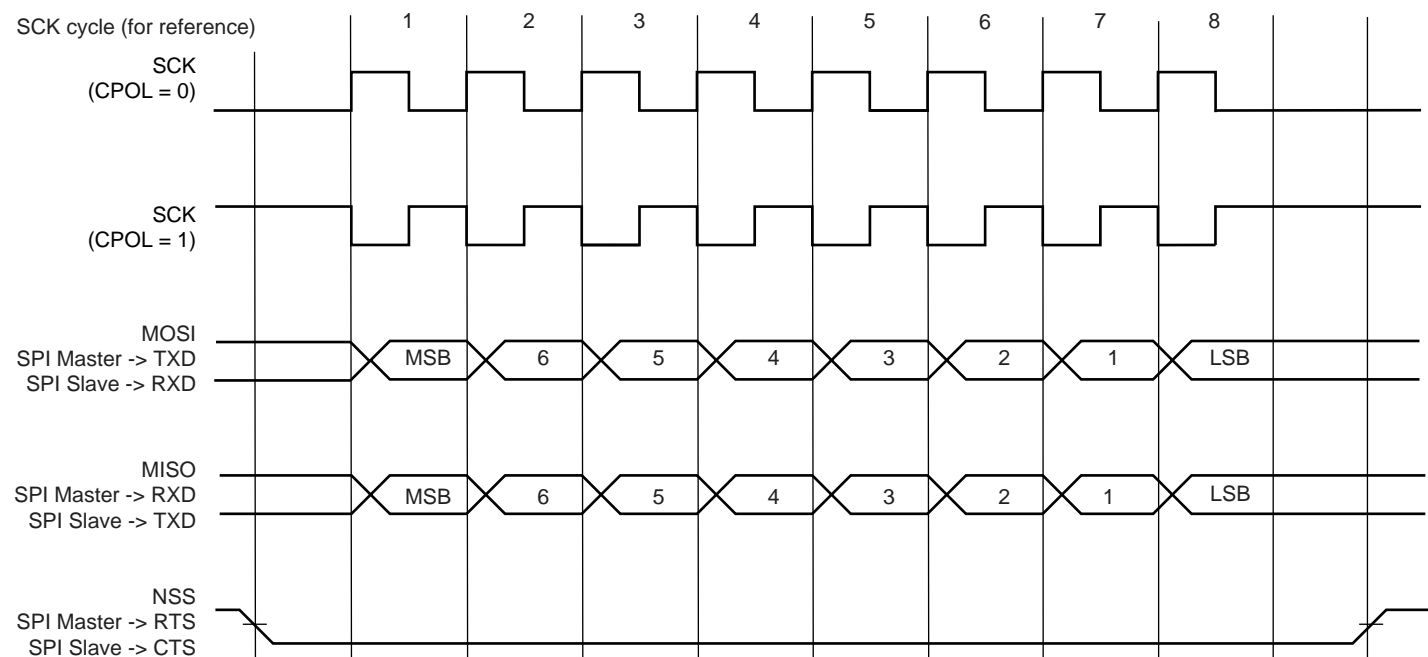 SCK cycle (for reference)
1 2 3 4 5 6 7 8
SCK
(CPOL = 0)
SCK
(CPOL = 1)
MOSI
SPI Master -> TXD
SPI Slave -> RXD
MSB 6 5 4 3 2 1 LSB
MISO
SPI Master -> RXD
SPI Slave -> TXD
MSB 6 5 4 3 2 1 LSB
NSS
SPI Master -> RTS
SPI Slave -> CTS